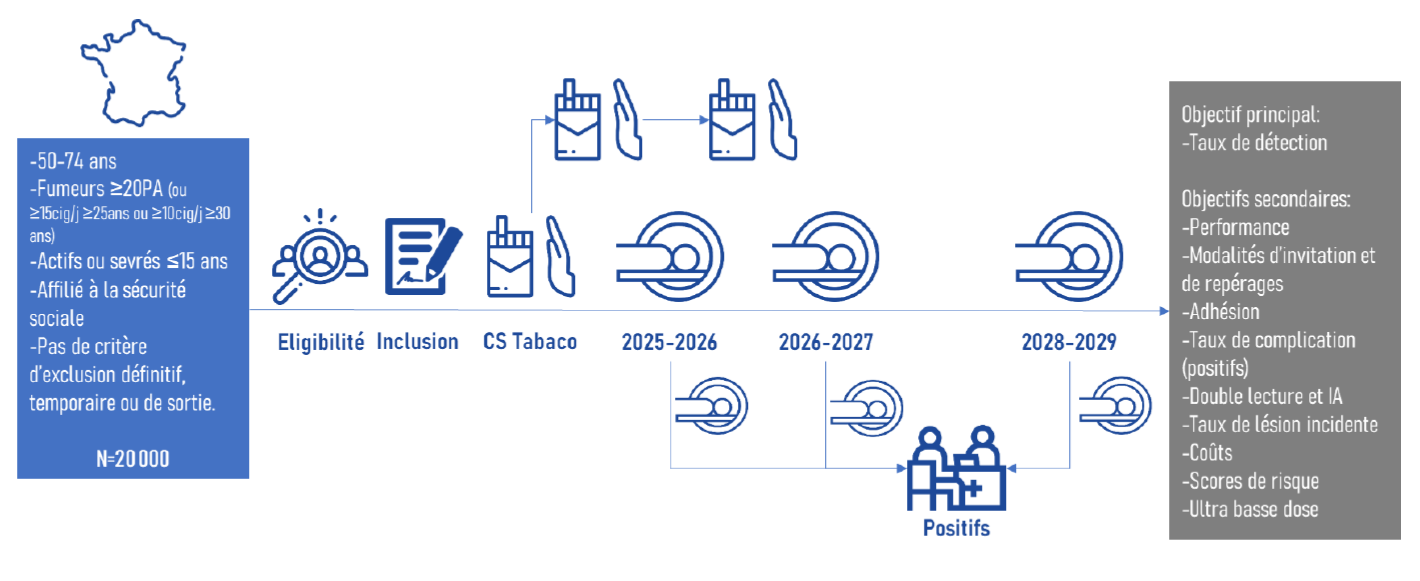 -50-74 ans
-Fumeurs ≥20PA (ou
≥15cig/j ≥25ans ou ≥10cig/j ≥30
ans)
-Actifs ou sevrés ≤15 ans
-Affilié à la sécurité
sociale
-Pas de critère
d'exclusion définitif,
temporaire ou de sortie.
N=20 000
Eligibilité
Inclusion
CS Tabaco
2025-2026
2026-2027
2028-2029
Positifs
Objectif principal:
-Taux de détection
Objectifs secondaires:
-Performance
-Modalités d'invitation et
de repérages
-Adhésion
-Taux de complication
(positifs)
-Double lecture et IA
-Taux de lésion incidente
-Coûts
-Scores de risque
-Ultra basse dose